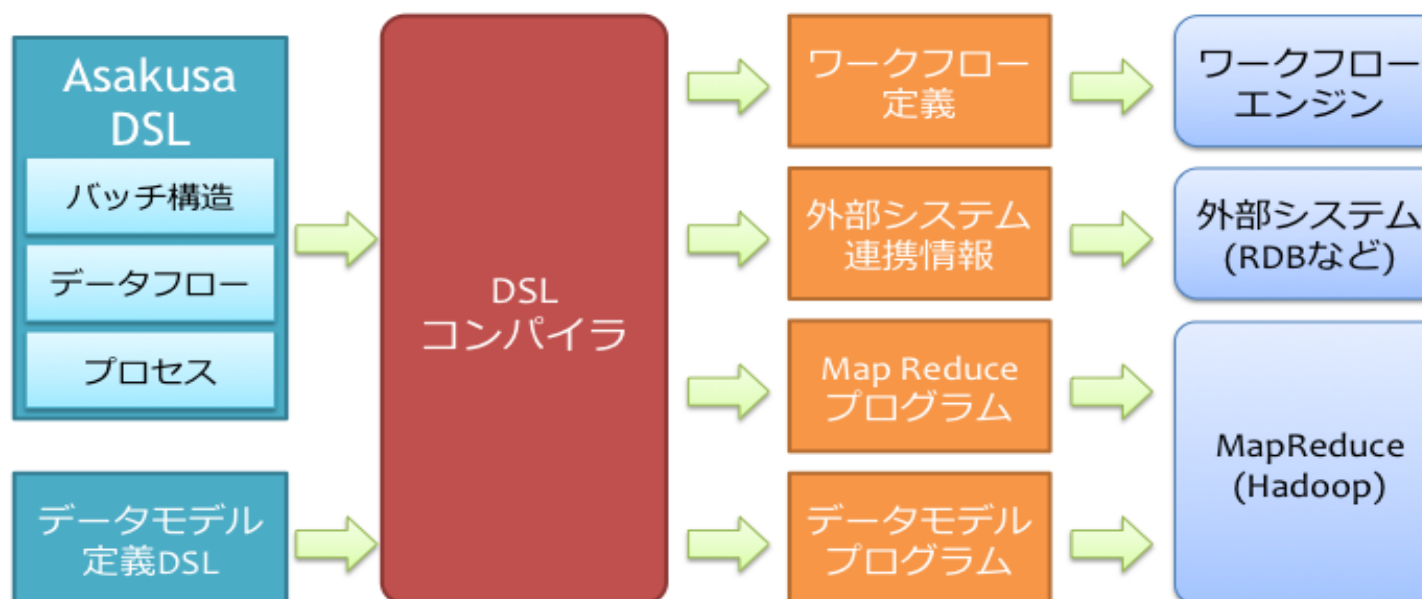 Asakusa
DSL
バッチ構造
データフロー
プロセス
データモデル
定義DSL
DSL
コンパイラ
ワークフロー
定義
外部システム
連携情報
Map Reduce
プログラム
データモデル
プログラム
ワークフロー
エンジン
外部システム
(RDBなど)
MapReduce
(Hadoop)